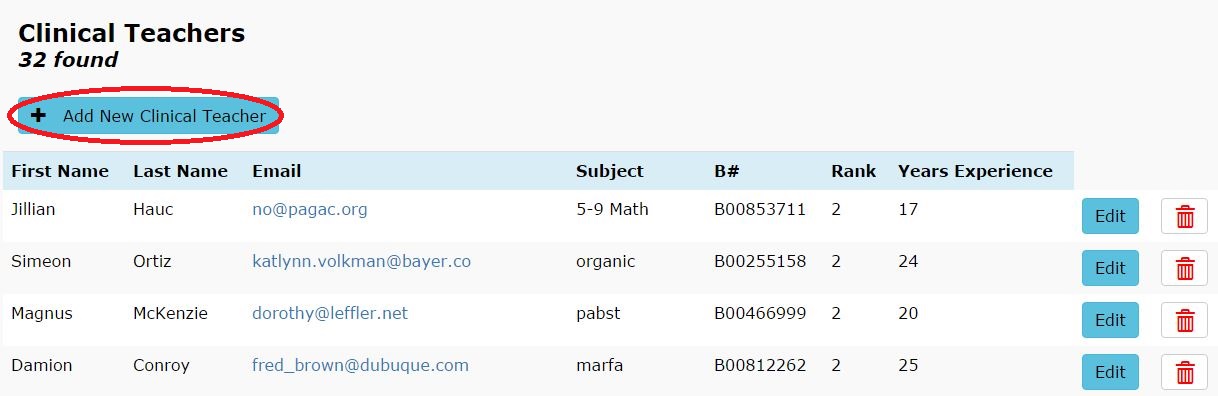 Clinical Teachers
32 found
+ Add New Clinical Teacher
First Name Last Name Email Subject B# Rank Years Experience
Jillian Hauc no@pagac.org 5-9 Math B00853711 2 17 Edit
Simeon Ortiz katlynn.volkman@bayer.co organic B00255158 2 24 Edit
Magnus McKenzie dorothy@leffler.net pabst B00466999 2 20 Edit
Damion Conroy fred_brown@dubuque.com marfa B00812262 2 25 Edit